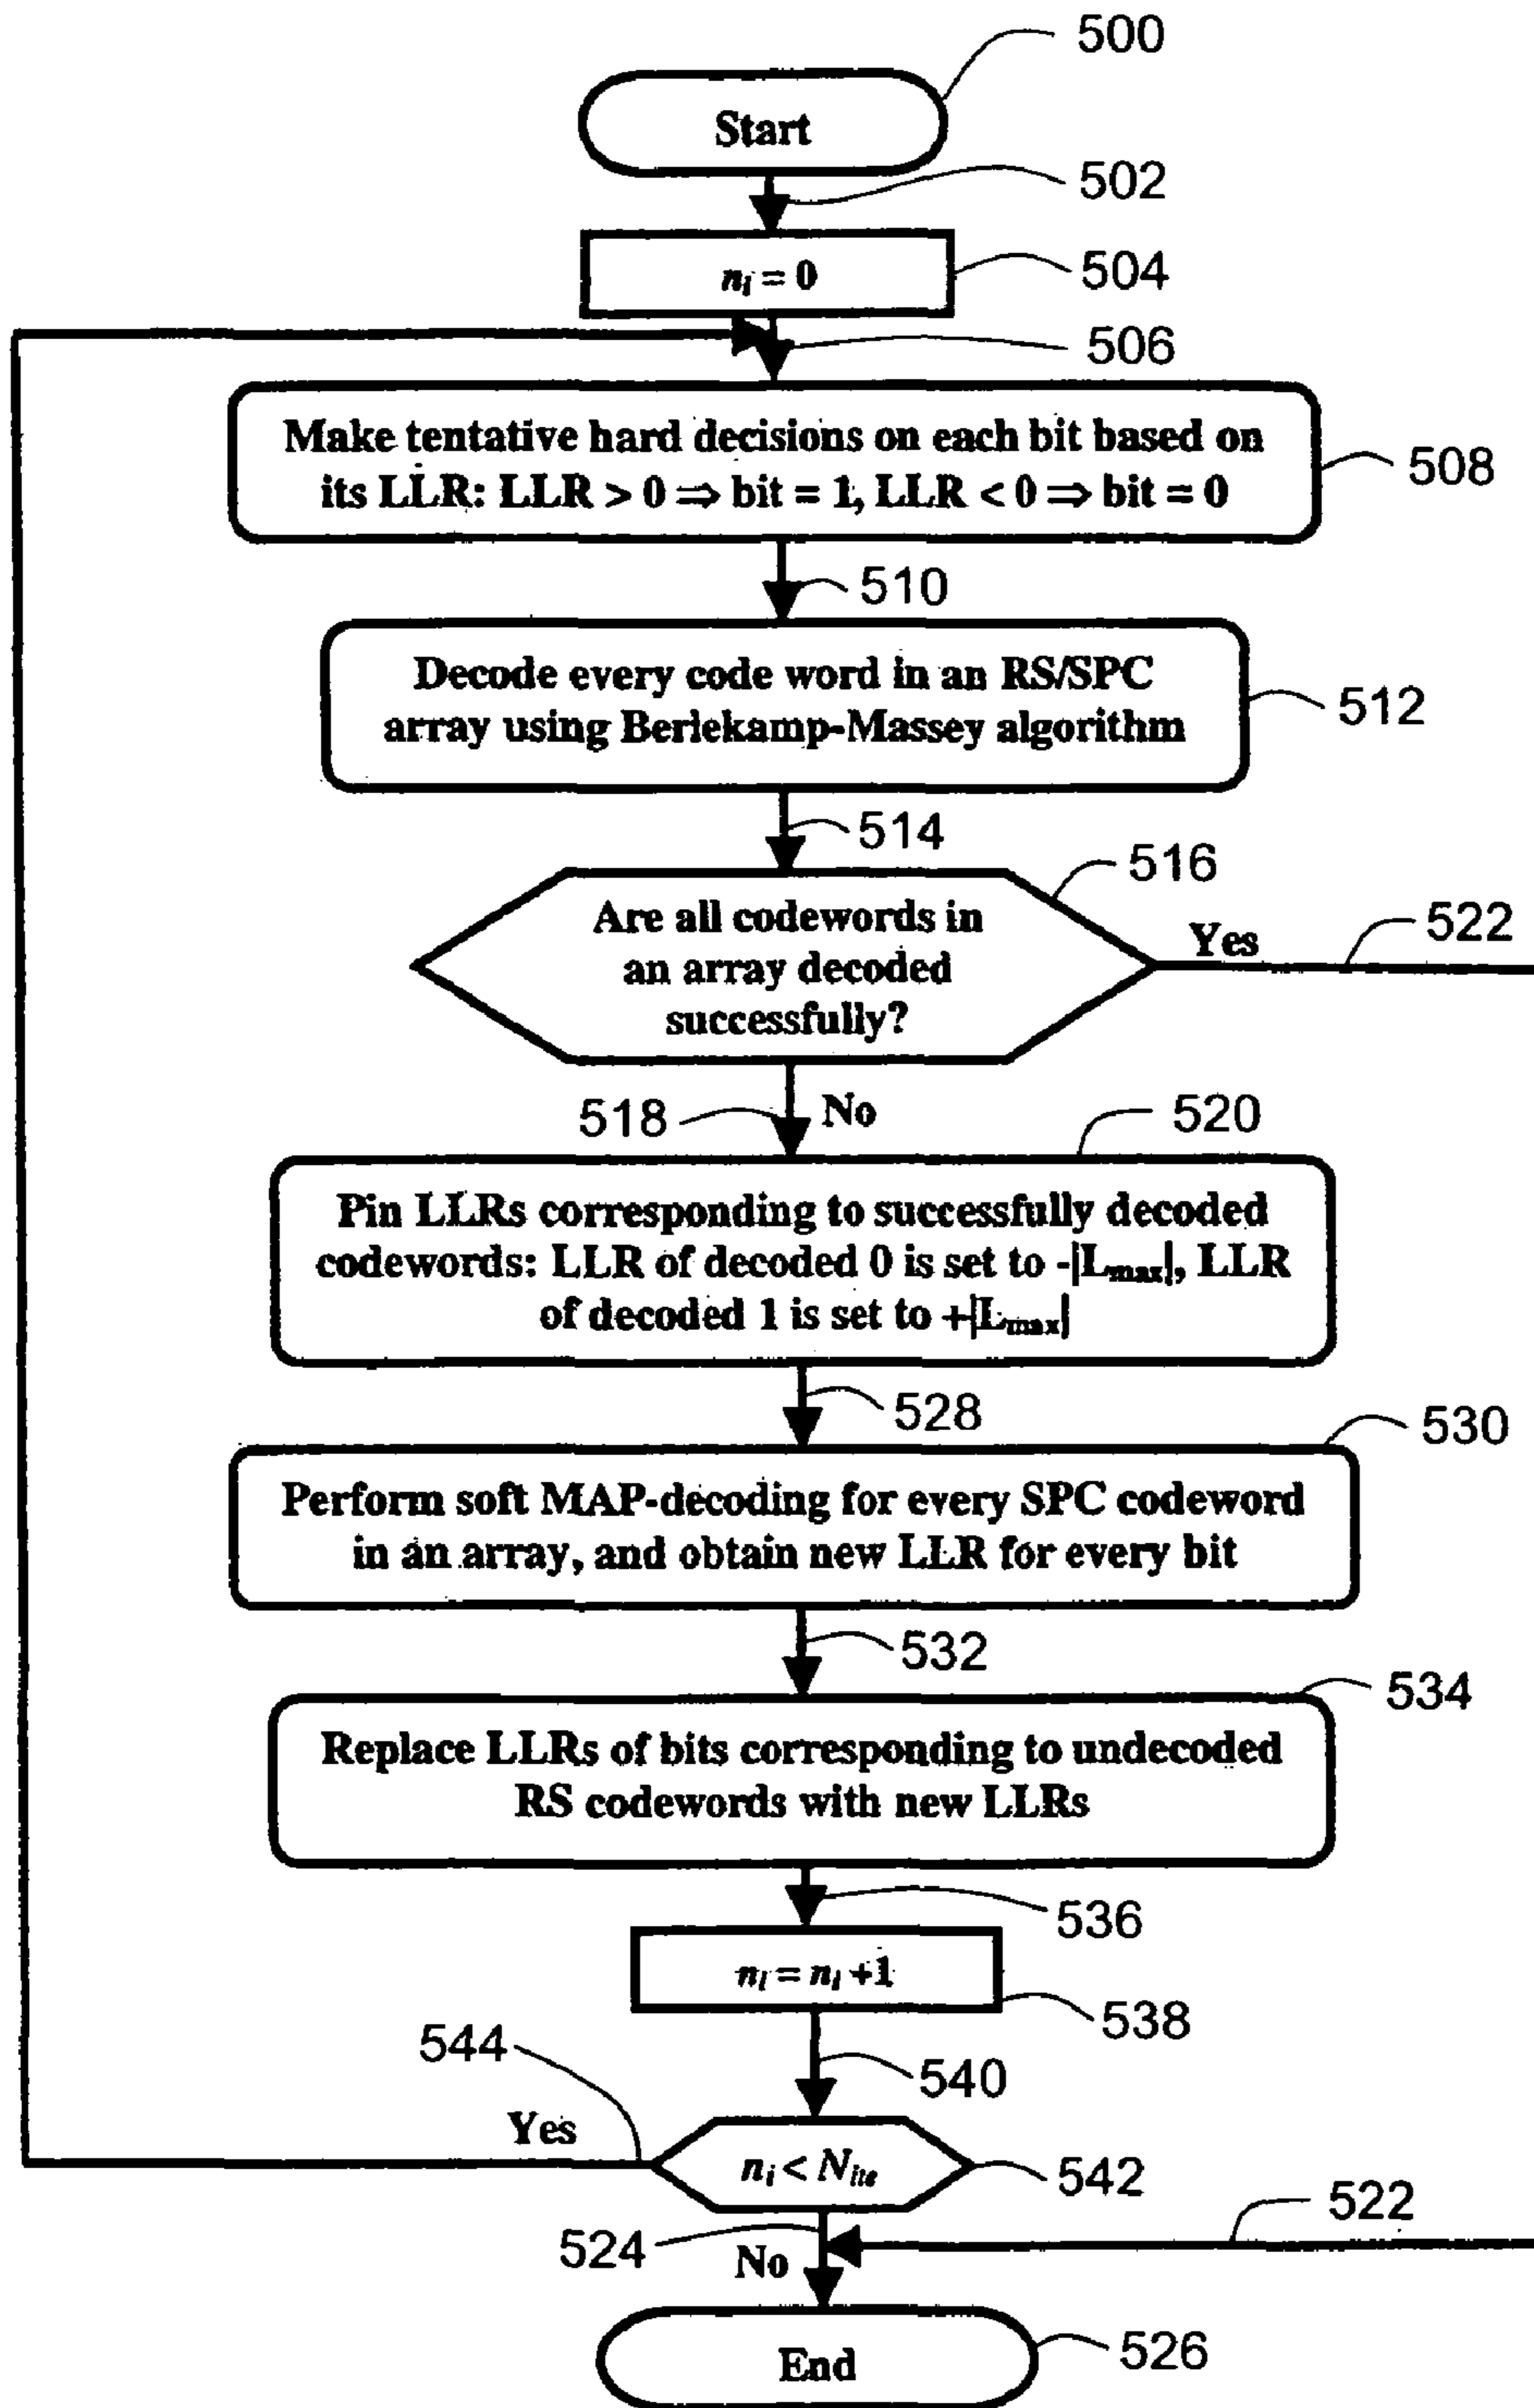 500
Start
502
n_i = 0
504
506
Make tentative hard decisions on each bit based on
its LLR: LLR > 0 ⇒ bit = 1, LLR < 0 ⇒ bit = 0
508
510
Decode every code word in an RS/SPC
array using Berlekamp-Massey algorithm
512
514
516
Are all codewords in
an array decoded
successfully?
Yes
522
518
No
520
Pin LLRs corresponding to successfully decoded
codewords: LLR of decoded 0 is set to -|L_max|, LLR
of decoded 1 is set to +|L_max|
528
530
Perform soft MAP-decoding for every SPC codeword
in an array, and obtain new LLR for every bit
532
534
Replace LLRs of bits corresponding to undecoded
RS codewords with new LLRs
536
n_i = n_i +1
538
544
540
Yes
n_i < N_ite
542
522
524
No
End
526